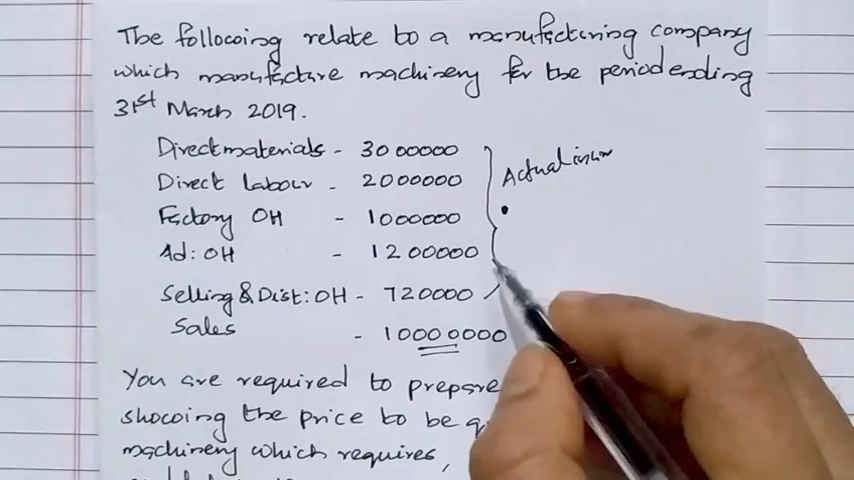 The following relate to a manufacturing company
which manufacture machinery for the period ending
31st March 2019.
Direct materials - 3000000
Direct labour - 2000000
Factory OH - 1000000
Ad: OH - 1200000
Selling & Dist: OH - 720000
Sales - 10000000
Actual
You are required to prepare
showing the price to be
machinery which requires,